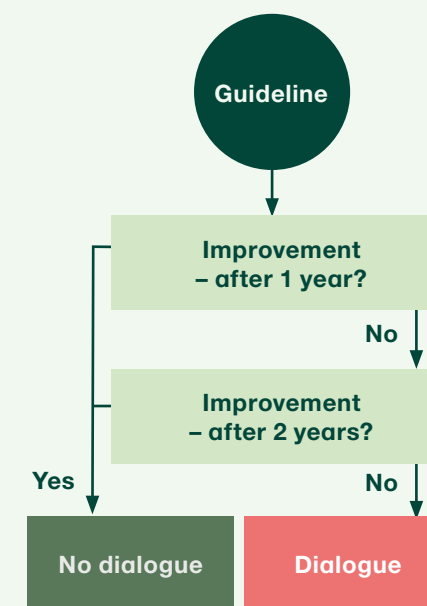 Guideline
Improvement
– after 1 year?
No
Improvement
– after 2 years?
Yes
No
No dialogue
Dialogue